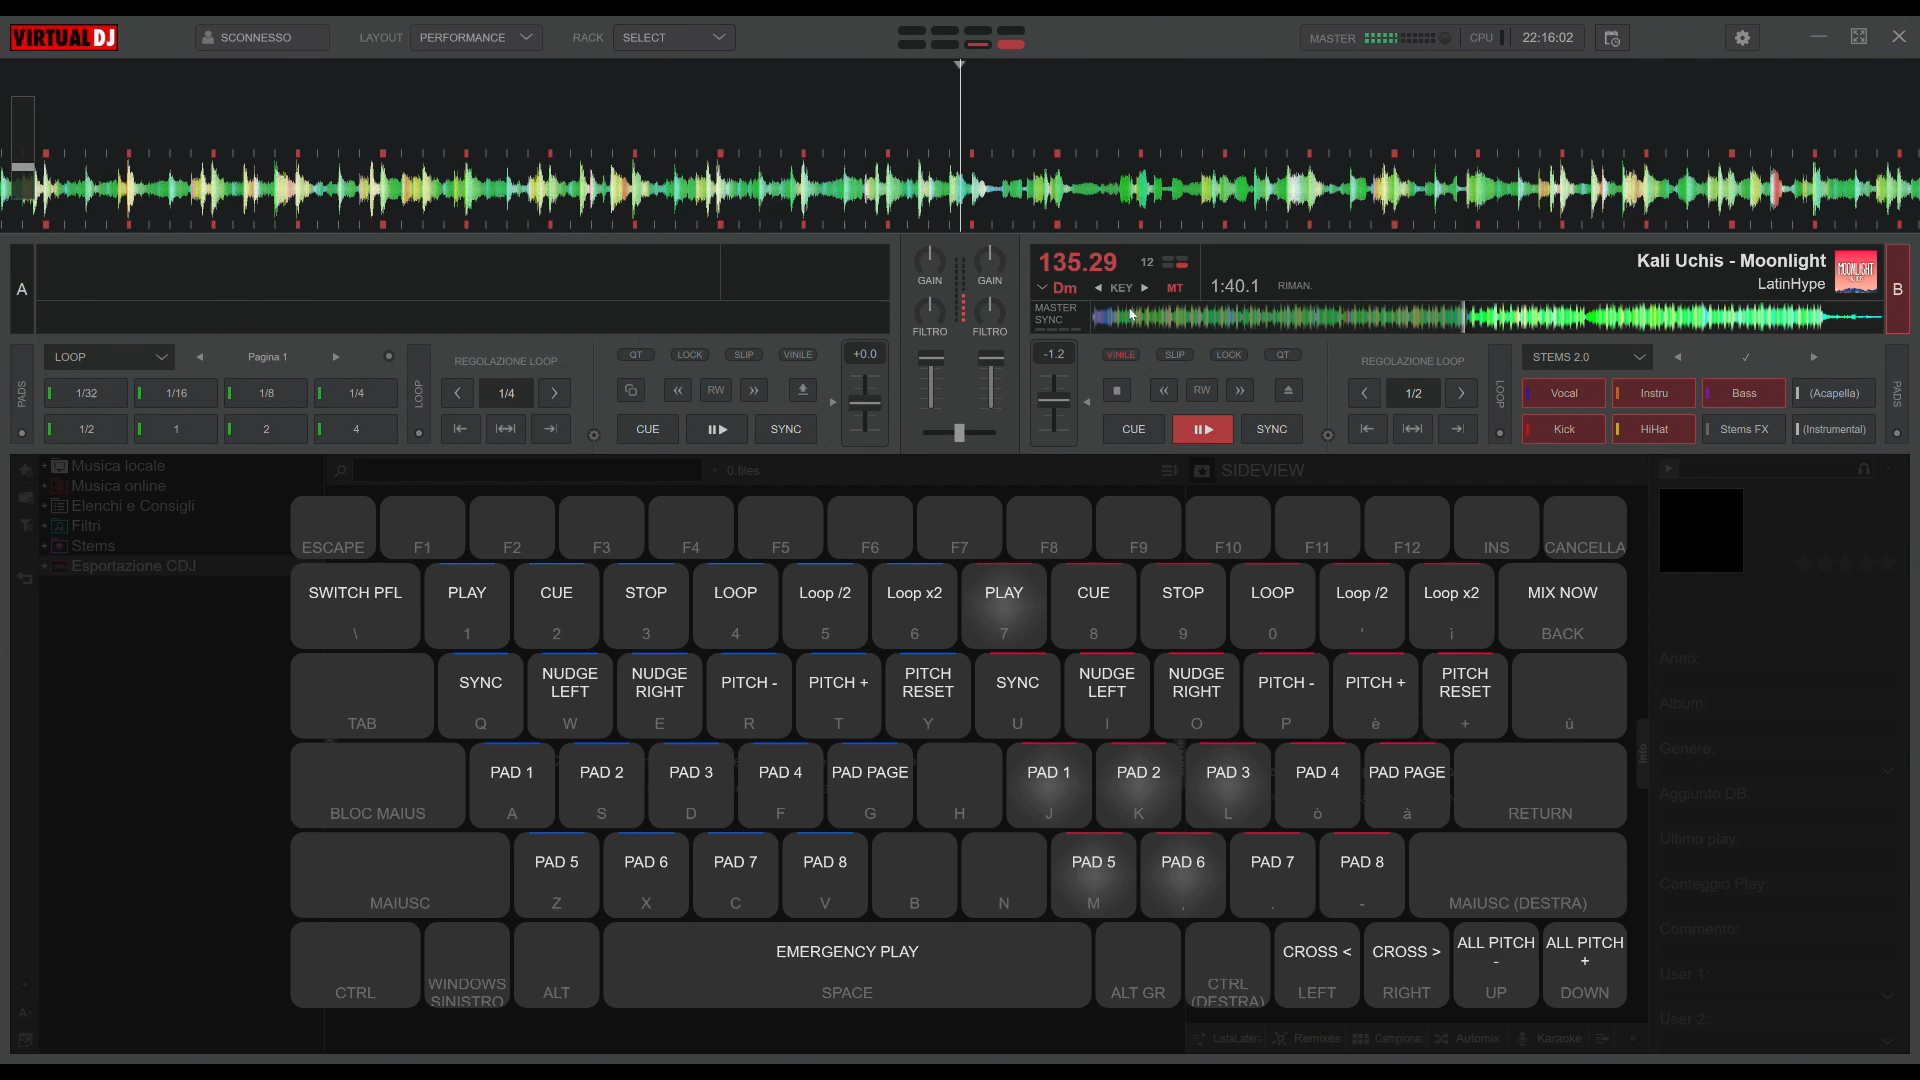 VIRTUAL DJ
SCONNESSO
LAYOUT PERFORMANCE
RACK SELECT
MASTER CPU 22:16:02
A
GAIN GAIN
FILTRO FILTRO
135.29 12
Dm KEY MT
1:40.1 RIMAN.
Kali Uchis - Moonlight
LatinHype
MOONLIGHT
B
MASTER
SYNC
PADS
LOOP Pagina 1
1/32 1/16 1/8 1/4
1/2 1 2 4
LOOP
REGOLAZIONE LOOP
1/4
QT LOCK SLIP VINILE
RW
CUE SYNC
+0.0
-1.2
VINILE SLIP LOCK QT
RW
CUE SYNC
REGOLAZIONE LOOP
1/2
LOOP
STEMS 2.0
Vocal Instru Bass (Acapella)
Kick HiHat Stems FX (Instrumental)
PADS
Musica locale
Musica online
Elenchi e Consigli
Filtri
Stems
Esportazione CDJ
0 files
SIDEVIEW
ESCAPE F1 F2 F3 F4 F5 F6 F7 F8 F9 F10 F11 F12 INS CANCELLA
SWITCH PFL PLAY CUE STOP LOOP Loop /2 Loop x2 PLAY CUE STOP LOOP Loop /2 Loop x2 MIX NOW
\ 1 2 3 4 5 6 7 8 9 0 ' ì BACK
SYNC NUDGE LEFT NUDGE RIGHT PITCH - PITCH + PITCH RESET SYNC NUDGE LEFT NUDGE RIGHT PITCH - PITCH + PITCH RESET
TAB Q W E R T Y U I O P è + ù
PAD 1 PAD 2 PAD 3 PAD 4 PAD PAGE PAD 1 PAD 2 PAD 3 PAD 4 PAD PAGE
BLOC MAIUS A S D F G H J K L ò à RETURN
PAD 5 PAD 6 PAD 7 PAD 8 PAD 5 PAD 6 PAD 7 PAD 8
MAIUSC Z X C V B N M , . - MAIUSC (DESTRA)
EMERGENCY PLAY CROSS < CROSS > ALL PITCH - ALL PITCH +
CTRL WINDOWS SINISTRO ALT SPACE ALT GR CTRL (DESTRA) LEFT RIGHT UP DOWN
info
Anno:
Album:
Genere:
Aggiunto DB:
Ultimo play:
Conteggio Play:
Commento:
User 1:
User 2:
ListaLater Remixes Campiona Automix Karaoke